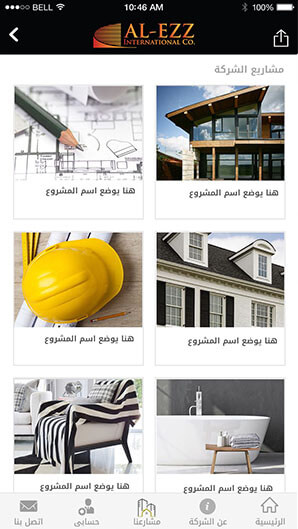 ●●●○○ BELL 10:46 AM 100%
AL-EZZ
INTERNATIONAL CO.
مشاريع الشركة
هنا يوضع اسم المشروع
هنا يوضع اسم المشروع
هنا يوضع اسم المشروع
هنا يوضع اسم المشروع
هنا يوضع اسم المشروع
هنا يوضع اسم المشروع
الرئيسية عن الشركة مشارعنا حسابى اتصل بنا